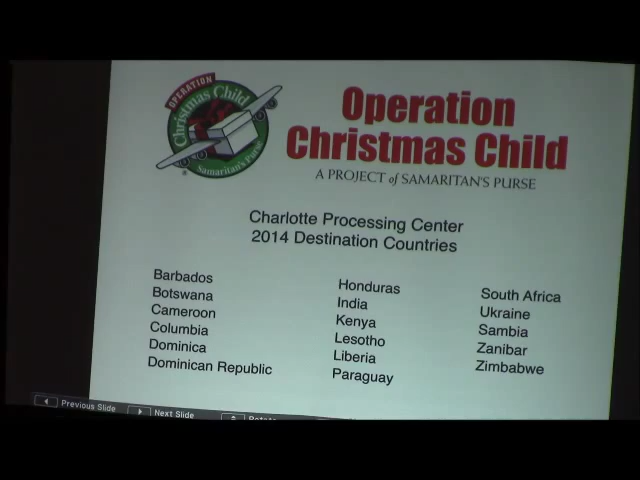 OPERATION
Christmas Child
Samaritan's Purse
®
Operation
Christmas Child
A PROJECT of SAMARITAN'S PURSE
Charlotte Processing Center
2014 Destination Countries
Barbados
Botswana
Cameroon
Columbia
Dominica
Dominican Republic
Honduras
India
Kenya
Lesotho
Liberia
Paraguay
South Africa
Ukraine
Sambia
Zanibar
Zimbabwe
Previous Slide
Next Slide